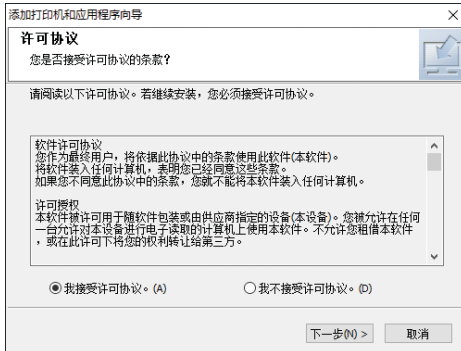 添加打印机和应用程序向导
许可协议
您是否接受许可协议的条款?
请阅读以下许可协议。若继续安装，您必须接受许可协议。
软件许可协议
您作为最终用户，将依据此协议中的条款使用此软件(本软件)。
将软件装入任何计算机，表明您已经同意这些条款。
如果您不同意此协议中的条款，您就不能将本软件装入任何计算机。
许可授权
本软件被许可用于随软件包装或由供应商指定的设备(本设备)。您被允许在任何
一台允许对本设备进行电子读取的计算机上使用本软件。不允许您租借本软件
，或在此许可下将您的权利转让给第三方。
我接受许可协议。(A)
我不接受许可协议。(D)
下一步(N) >
取消